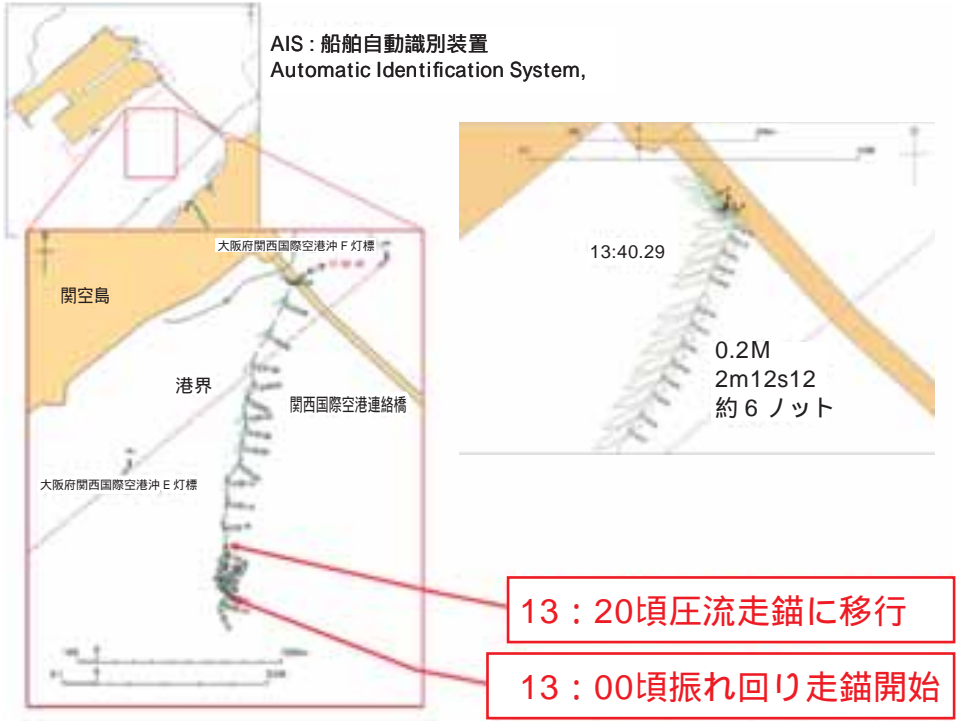 AIS : 船舶自動識別装置
Automatic Identification System,
大阪府関西国際空港沖 F 灯標
関空島
港界
関西国際空港連絡橋
大阪府関西国際空港沖 E 灯標
13:40.29
0.2M
2m12s12
約 6 ノット
13：20頃圧流走錨に移行
13：00頃振れ回り走錨開始